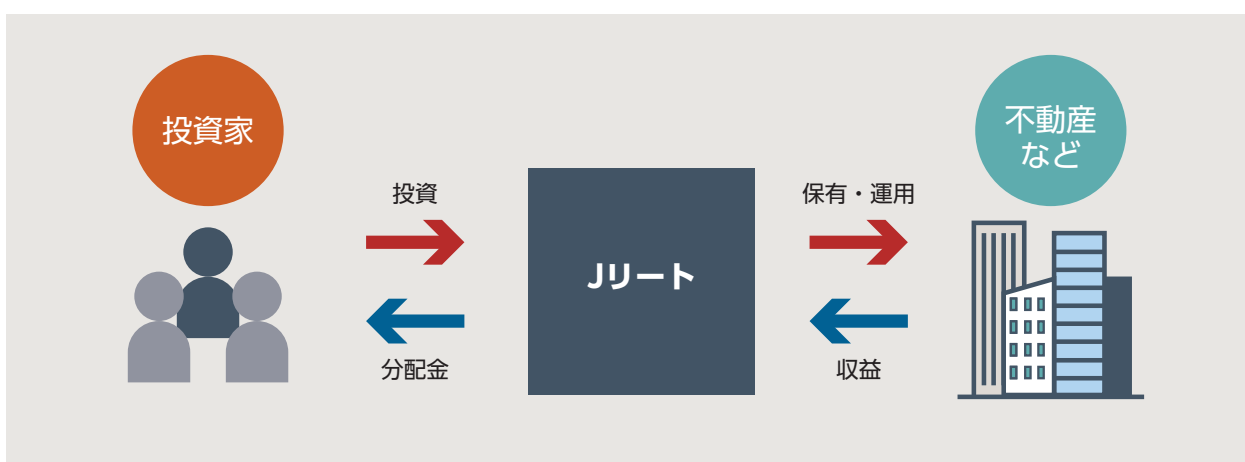 投資家
不動産
など
投資
保有・運用
Jリート
分配金
収益